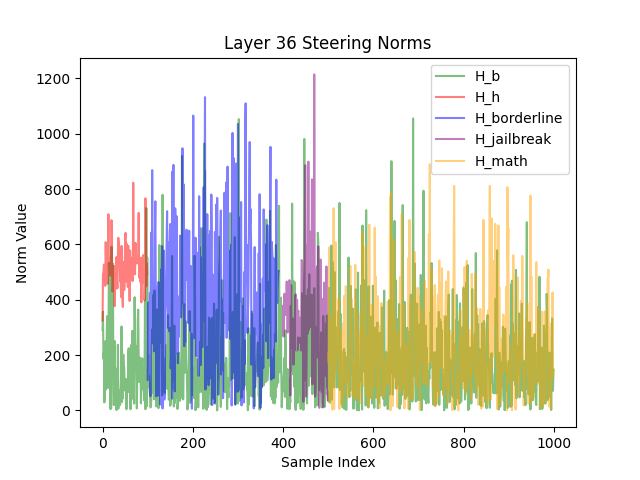 Layer 36 Steering Norms
Norm Value
1200
1000
800
600
400
200
0
H_b
H_h
H_borderline
H_jailbreak
H_math
0
200
400
600
800
1000
Sample Index